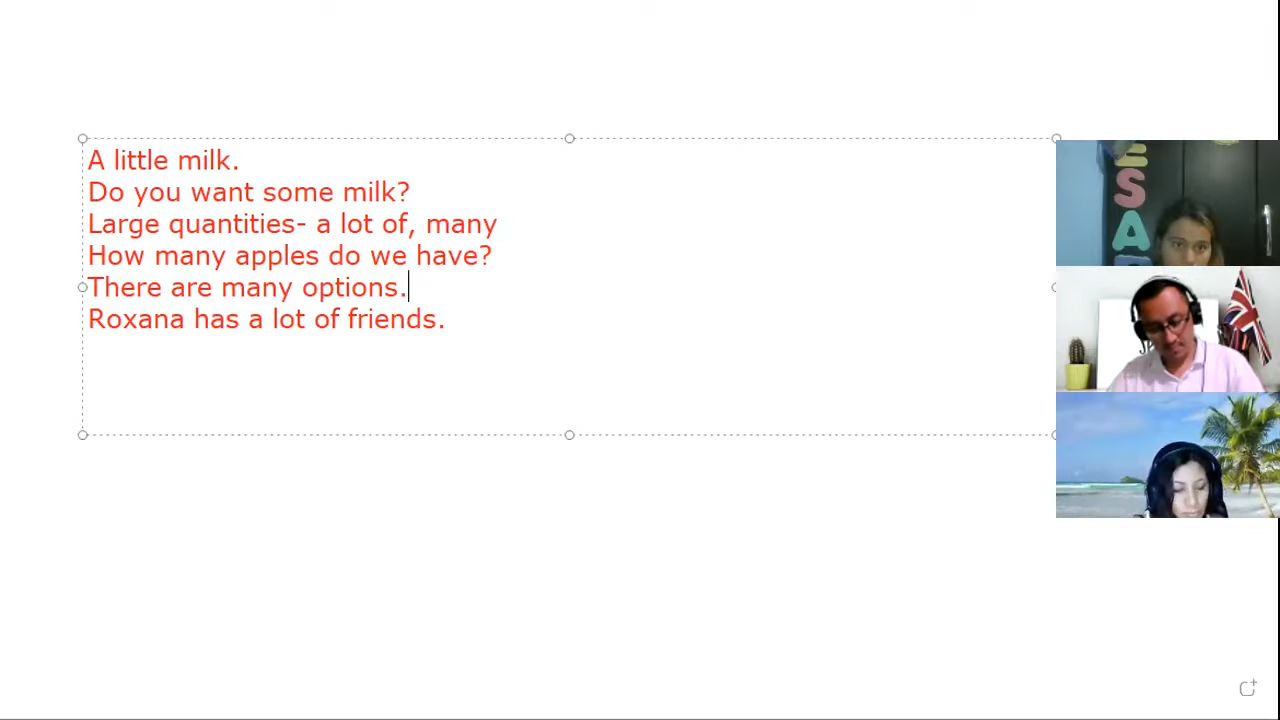 A little milk.
Do you want some milk?
Large quantities- a lot of, many
How many apples do we have?
There are many options.
Roxana has a lot of friends.
E
S
A